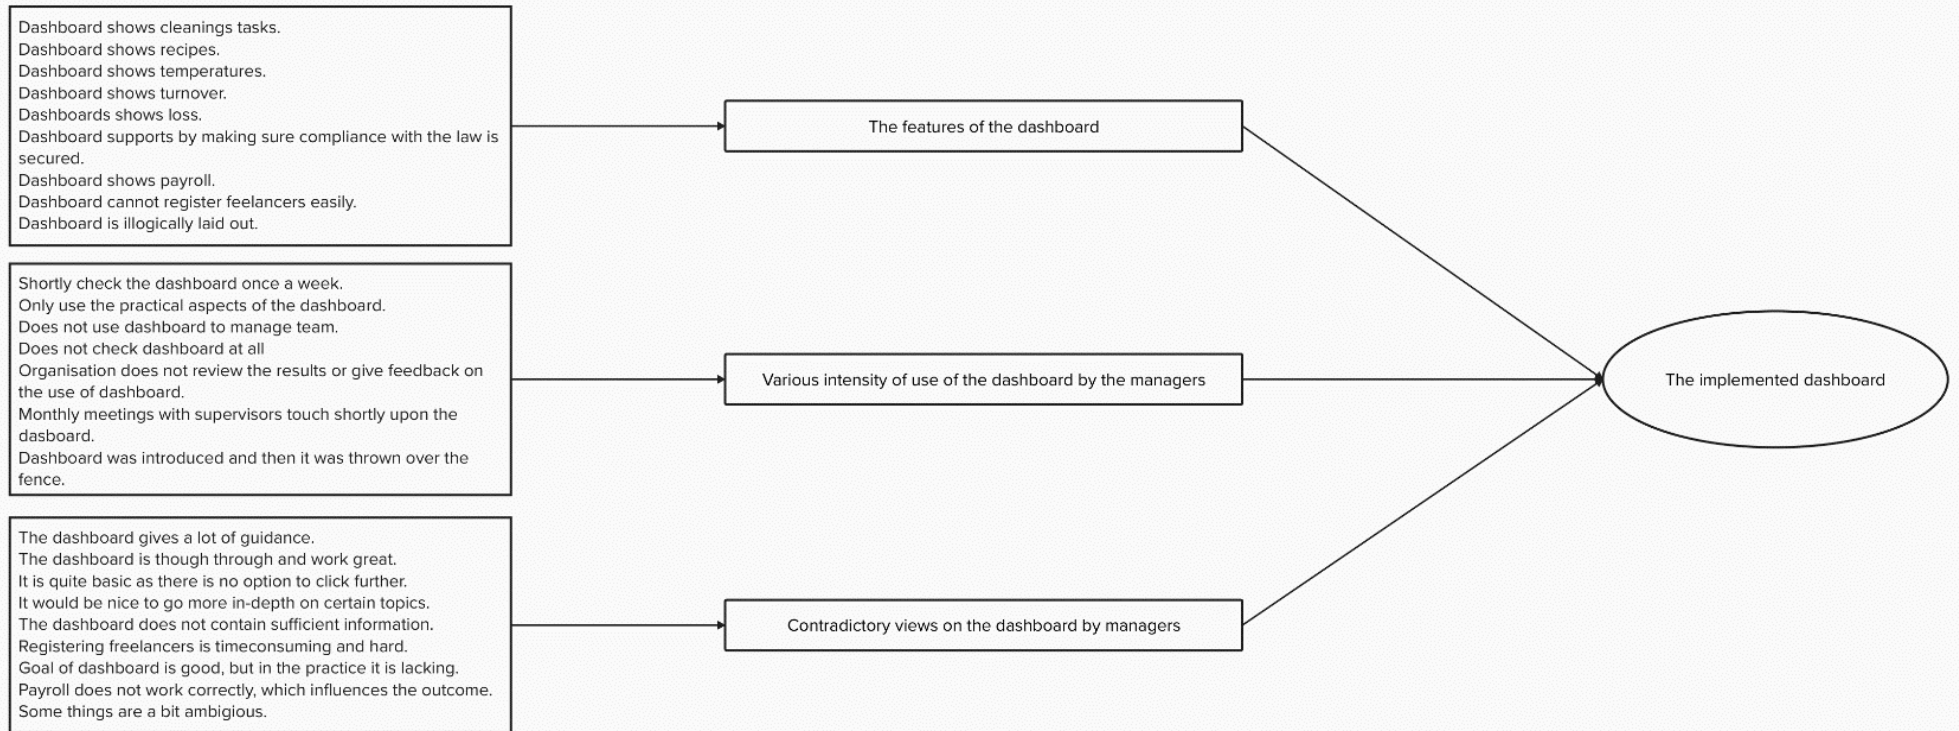 Dashboard shows cleanings tasks.
Dashboard shows recipes.
Dashboard shows temperatures.
Dashboard shows turnover.
Dashboards shows loss.
Dashboard supports by making sure compliance with the law is
secured.
Dashboard shows payroll.
Dashboard cannot register feelancers easily.
Dashboard is illogically laid out.
The features of the dashboard
Shortly check the dashboard once a week.
Only use the practical aspects of the dashboard.
Does not use dashboard to manage team.
Does not check dashboard at all
Organisation does not review the results or give feedback on
the use of dashboard.
Monthly meetings with supervisors touch shortly upon the
dasboard.
Dashboard was introduced and then it was thrown over the
fence.
Various intensity of use of the dashboard by the managers
The implemented dashboard
The dashboard gives a lot of guidance.
The dashboard is though through and work great.
It is quite basic as there is no option to click further.
It would be nice to go more in-depth on certain topics.
The dashboard does not contain sufficient information.
Registering freelancers is timeconsuming and hard.
Goal of dashboard is good, but in the practice it is lacking.
Payroll does not work correctly, which influences the outcome.
Some things are a bit ambigious.
Contradictory views on the dashboard by managers